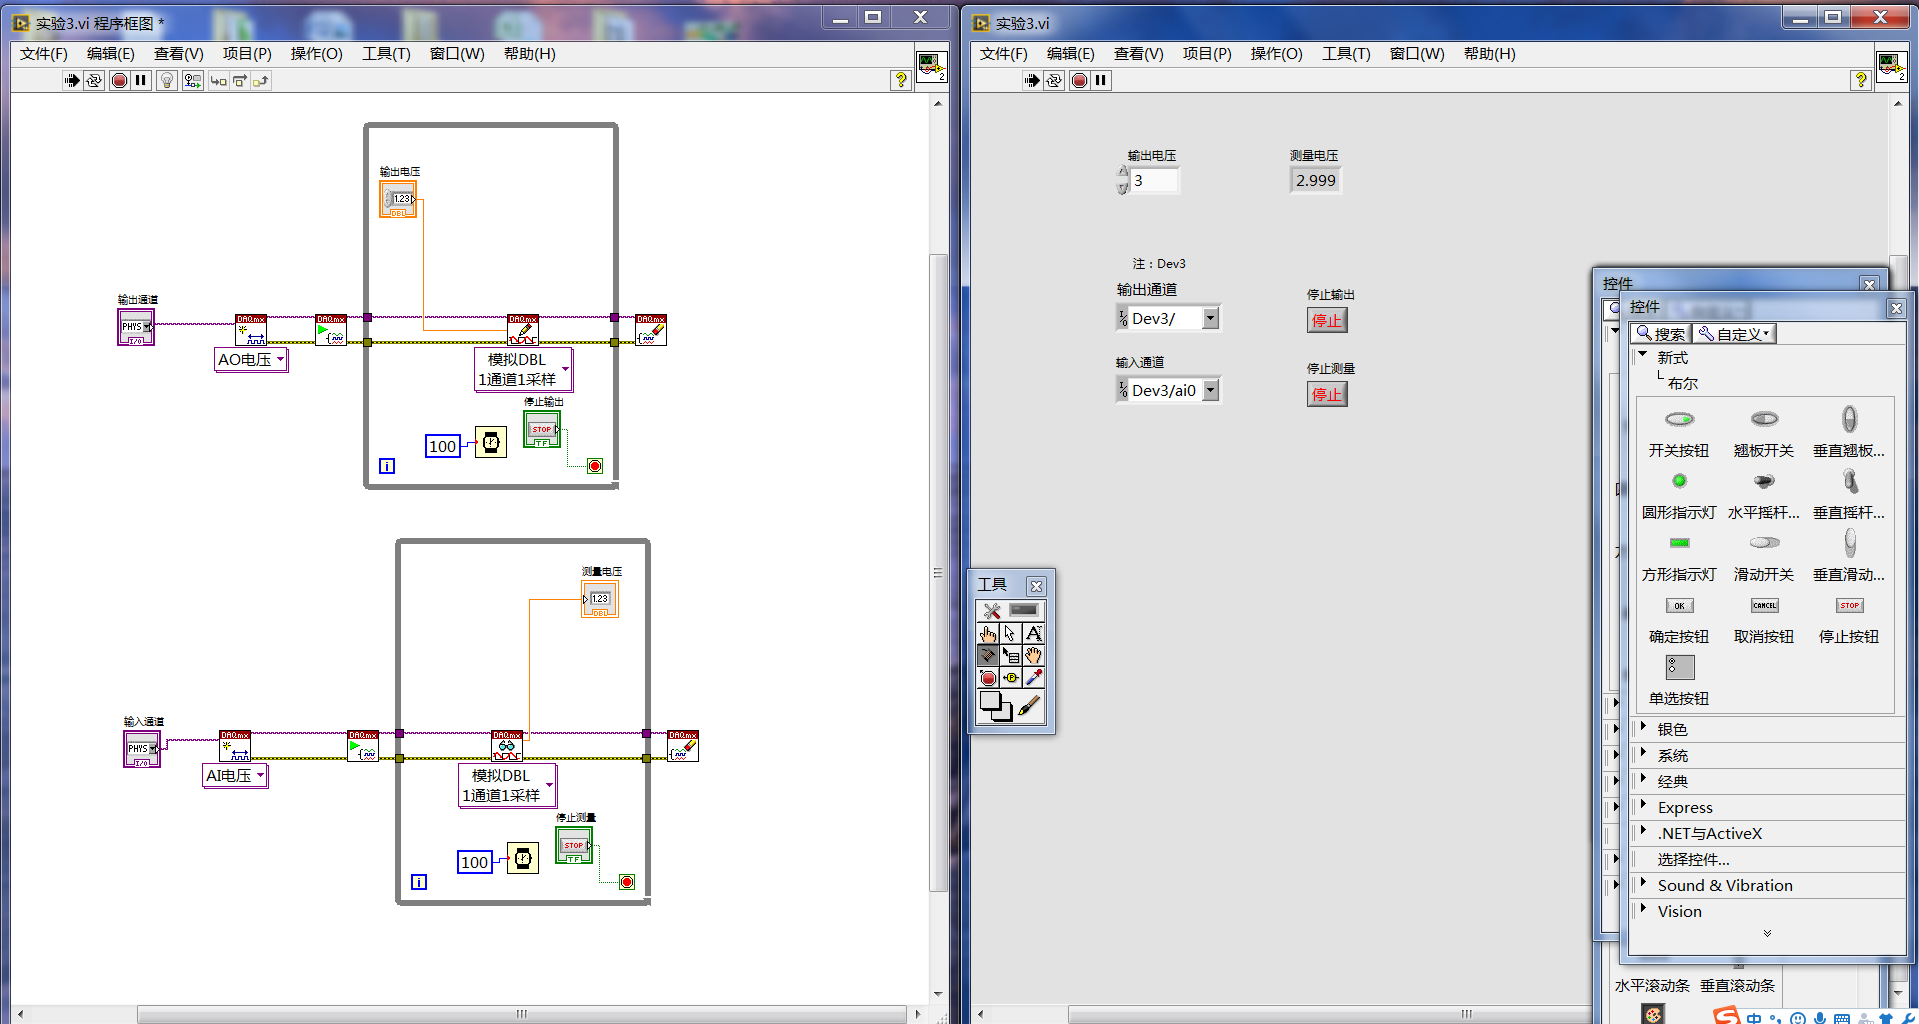 实验3.vi 程序框图 *
文件(F) 编辑(E) 查看(V) 项目(P) 操作(O) 工具(T) 窗口(W) 帮助(H)
?
2
输出电压
1.23
DBL
输出通道
PHYS
I/O
DAQmx DAQmx DAQmx DAQmx
AO电压
模拟DBL
1通道1采样
停止输出
STOP
TF
100
i
测量电压
1.23
DBL
输入通道
PHYS
I/O
DAQmx DAQmx DAQmx DAQmx
AI电压
模拟DBL
1通道1采样
停止测量
STOP
TF
100
i
实验3.vi
文件(F) 编辑(E) 查看(V) 项目(P) 操作(O) 工具(T) 窗口(W) 帮助(H)
?
2
输出电压 测量电压
3 2.999
注：Dev3
输出通道 停止输出
Dev3/ 停止
输入通道 停止测量
Dev3/ai0 停止
工具
控件
控件
搜索 自定义
新式
布尔
开关按钮 翘板开关 垂直翘板...
圆形指示灯 水平摇杆... 垂直摇杆...
方形指示灯 滑动开关 垂直滑动...
OK CANCEL STOP
确定按钮 取消按钮 停止按钮
单选按钮
银色
系统
经典
Express
.NET与ActiveX
选择控件...
Sound & Vibration
Vision
水平滚动条 垂直滚动条
中